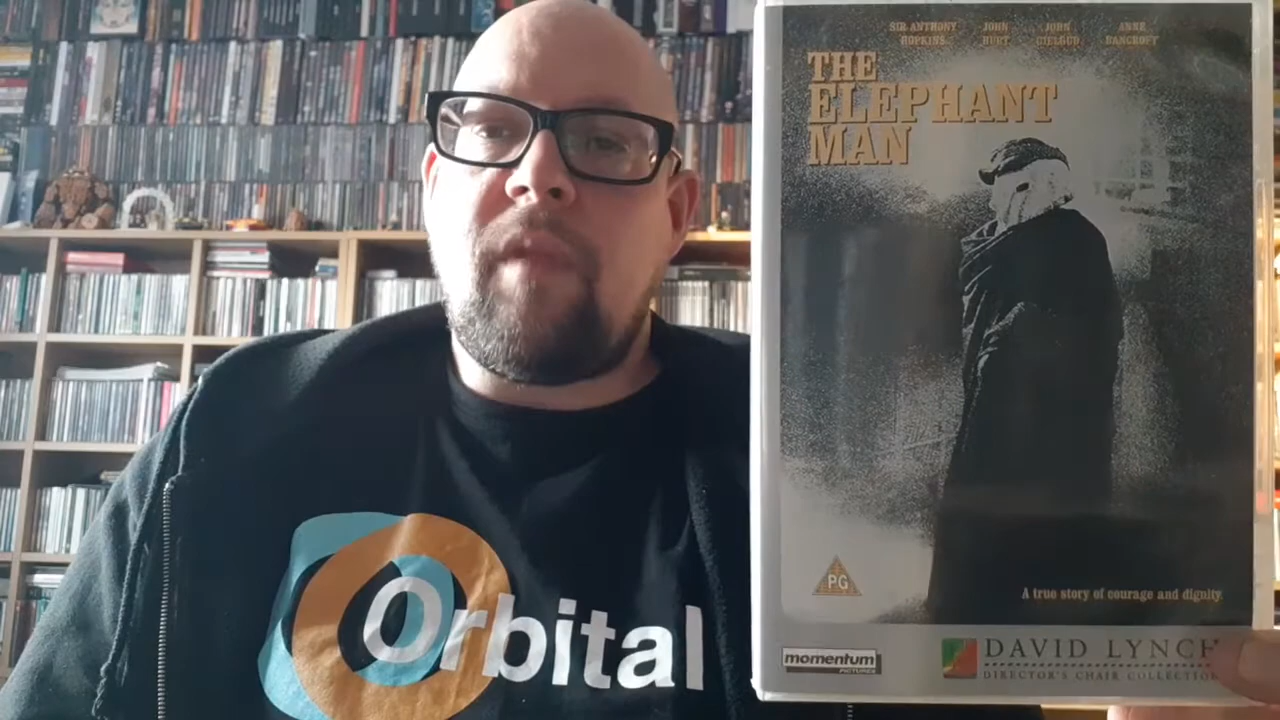 SIR ANTHONY HOPKINS
JOHN HURT
JOHN GIELGUD
ANNE BANCROFT
THE
ELEPHANT
MAN
PG
A true story of courage and dignity.
momentum
PICTURES
DAVID LYNCH
DIRECTOR'S CHAIR COLLECTION
Orbital